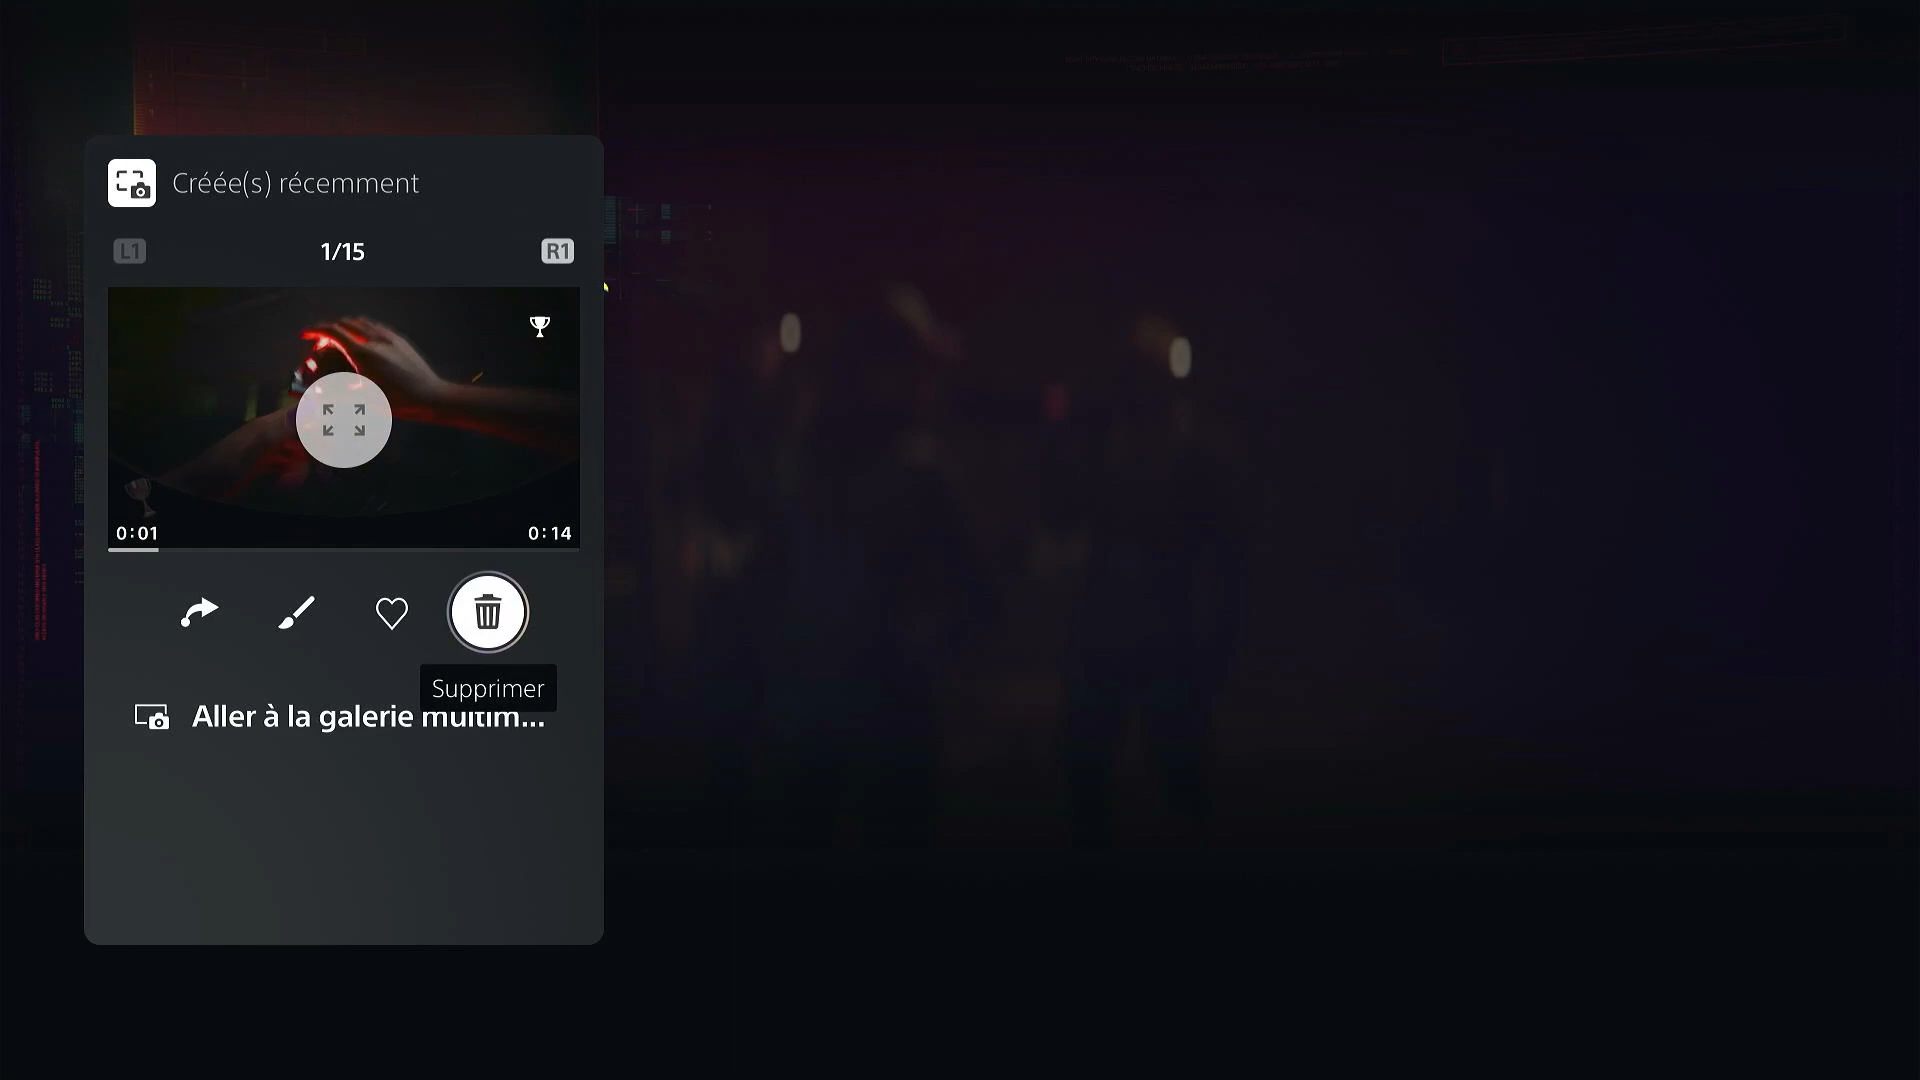 Créée(s) récemment
L1
1/15
R1
0:01
0:14
Supprimer
Aller à la galerie multim...